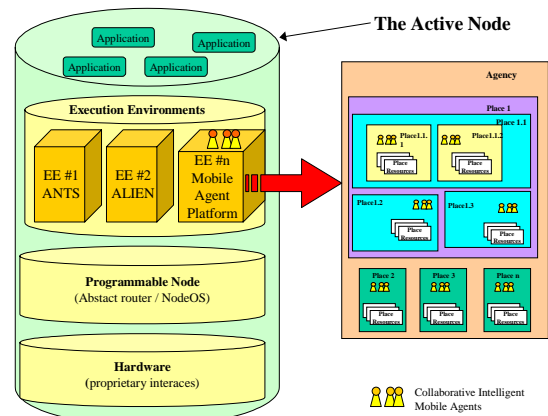 The Active Node
Application
Application
Application
Application
Execution Environments
EE #1
ANTS
EE #2
ALIEN
EE #n
Mobile
Agent
Platform
Programmable Node
(Abstact router / NodeOS)
Hardware
(proprietary interaces)
Agency
Place 1
Place 1.1
Place1.1.
1
Place
Resources
Place1.1.2
Place
Resources
Place1.2
Place
Resources
Place1.3
Place
Resources
Place 2
Place
Resources
Place 3
Place
Resources
Place n
Place
Resources
Collaborative Intelligent
Mobile Agents